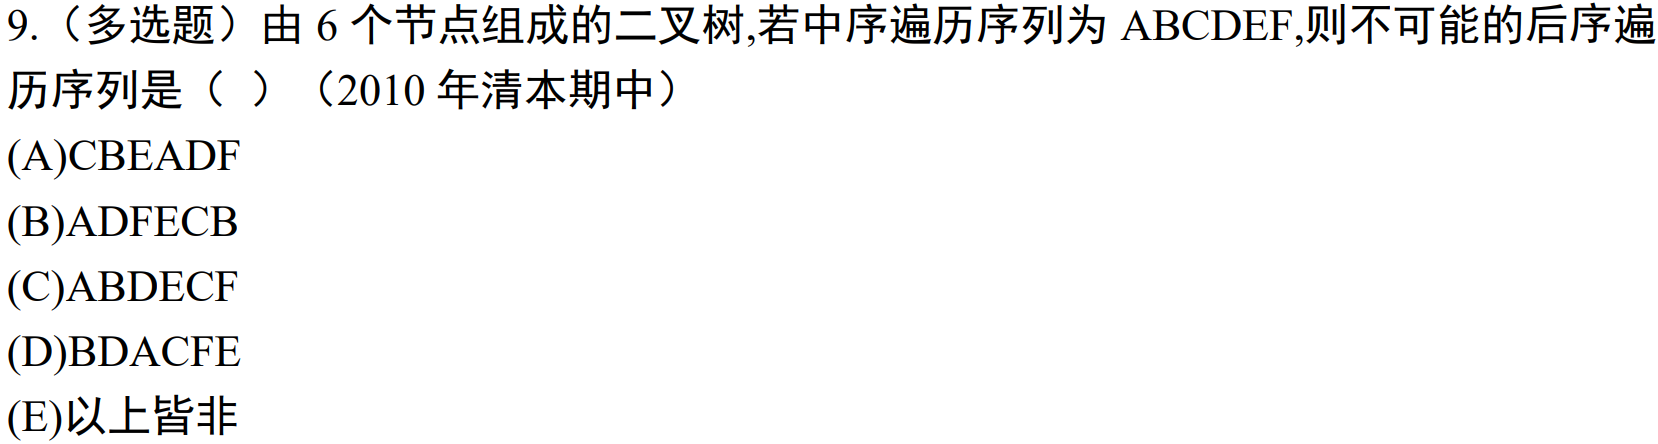 9.（多选题）由 6 个节点组成的二叉树,若中序遍历序列为 ABCDEF,则不可能的后序遍
历序列是（ ）（2010 年清本期中）
(A)CBEADF
(B)ADFECB
(C)ABDECF
(D)BDACFE
(E)以上皆非